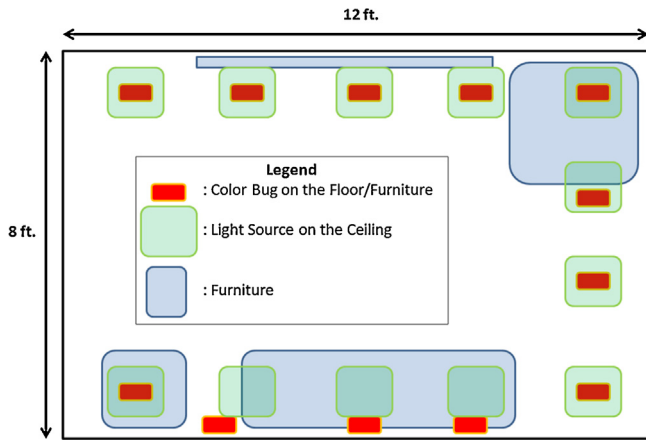 12 ft.
8 ft.
Legend
: Color Bug on the Floor/Furniture
: Light Source on the Ceiling
: Furniture